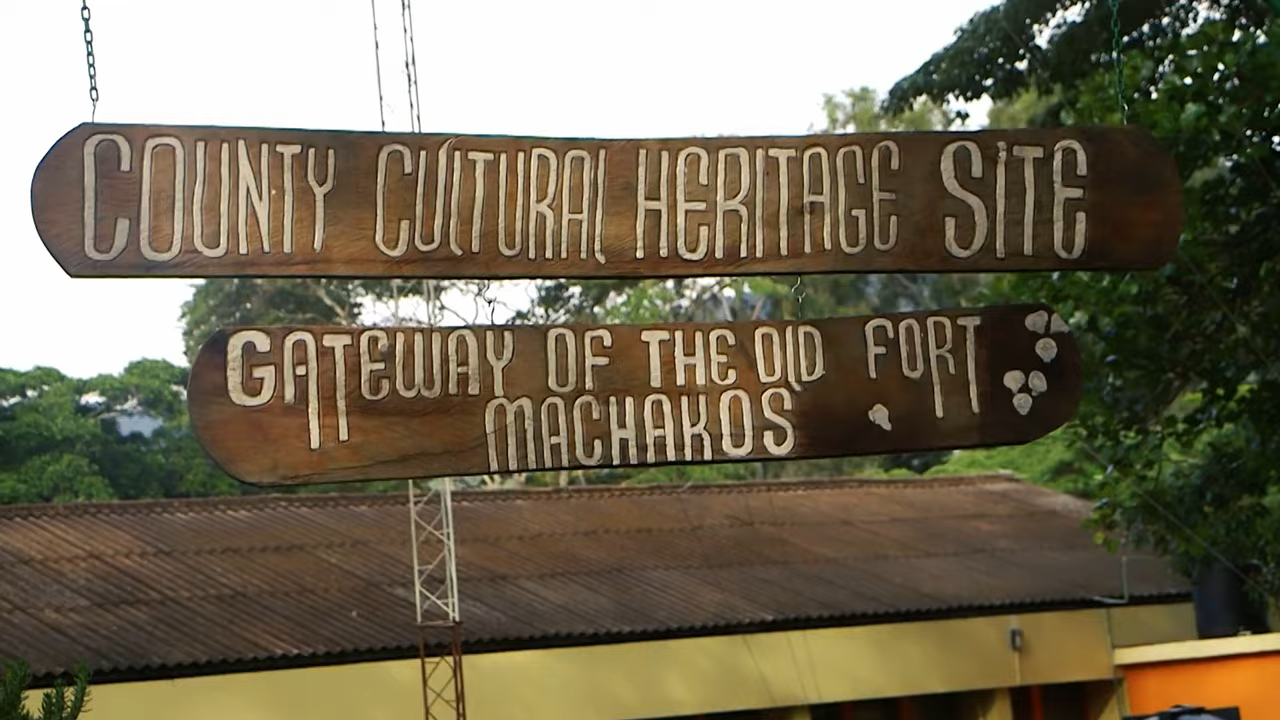 COUNTY CULTURAL HERITAGE SITE
GATEWAY OF THE OLD FORT
MACHAKOS